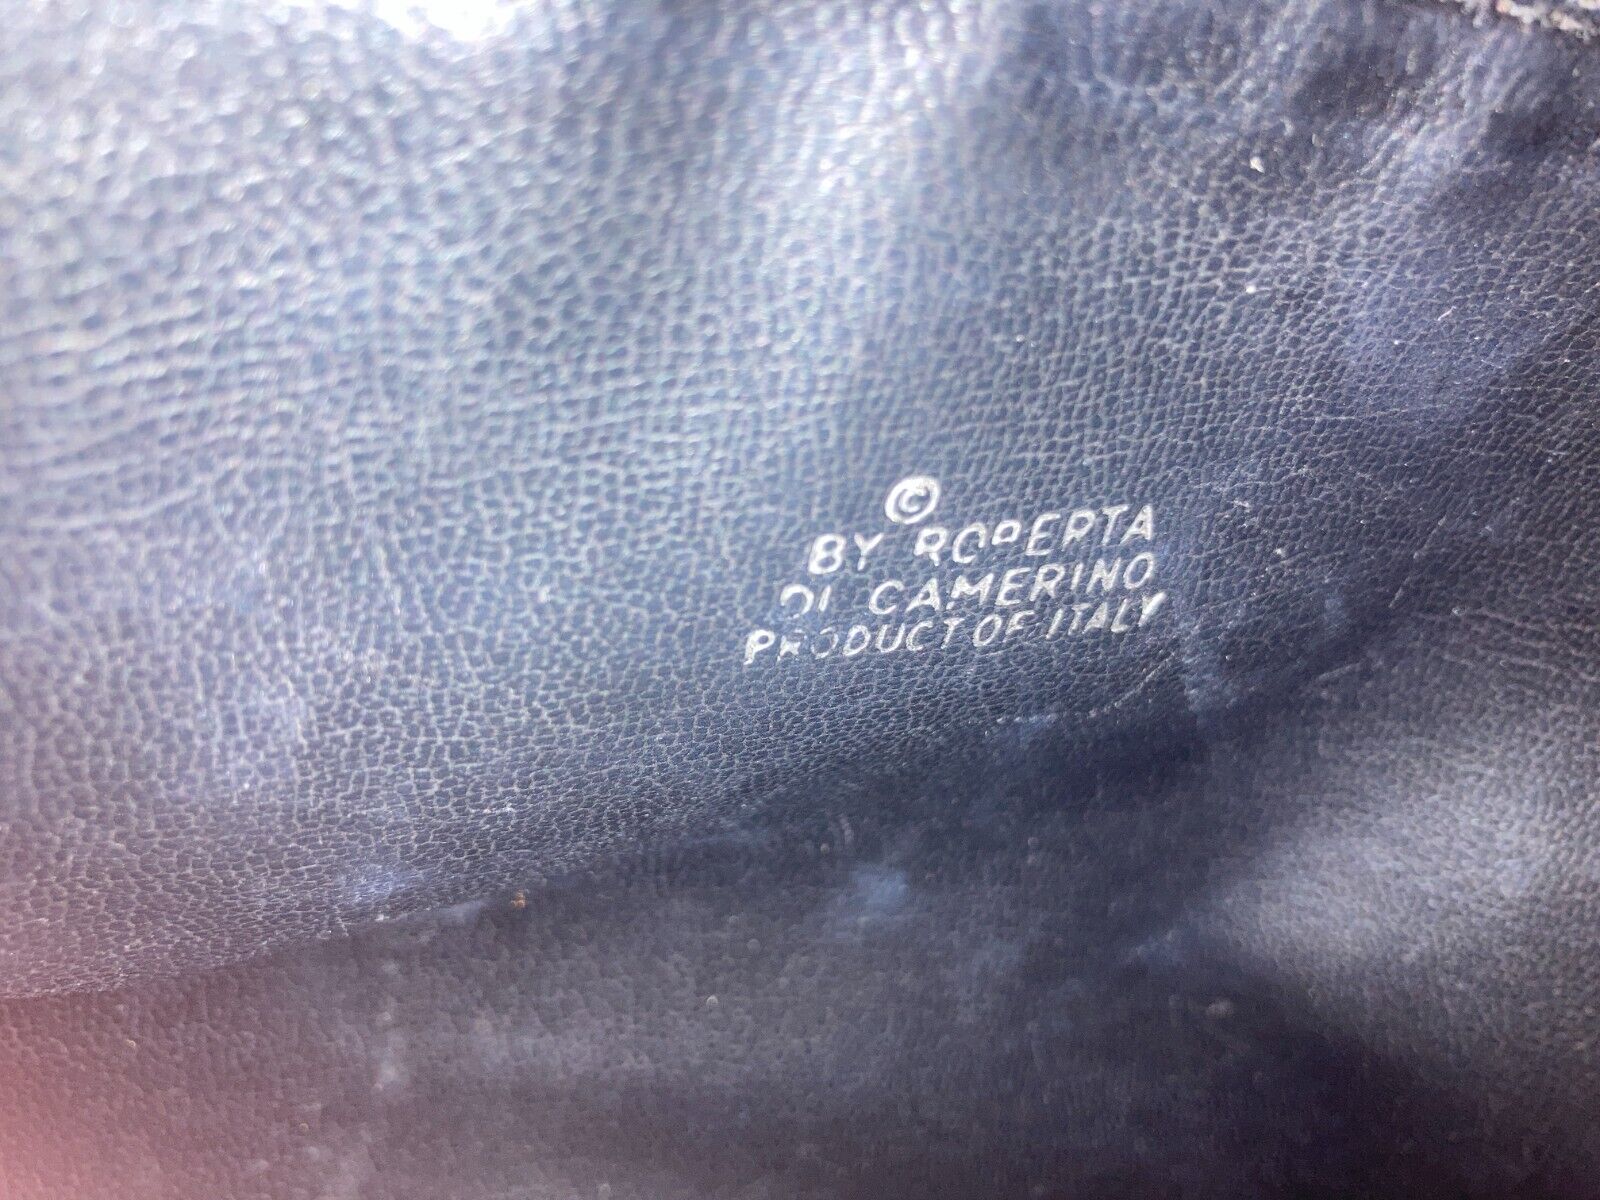 ©
BY ROBERTA
DI CAMERINO
PRODUCT OF ITALY